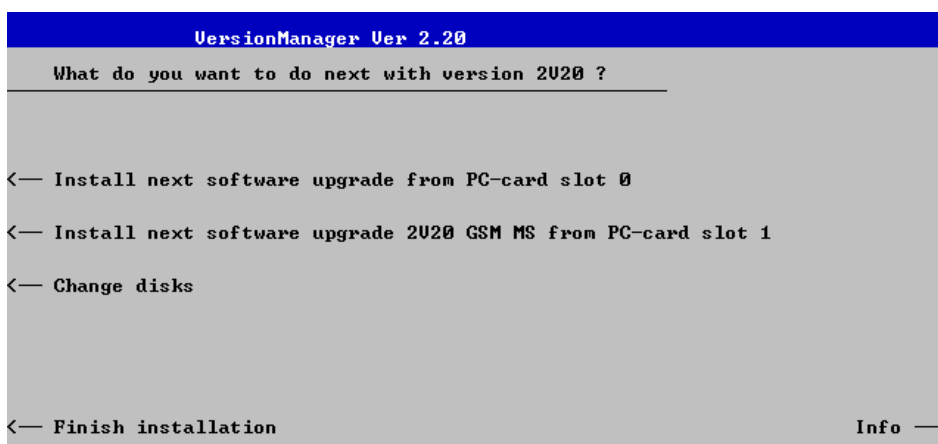 VersionManager Ver 2.20
What do you want to do next with version 2V20 ?
<── Install next software upgrade from PC-card slot 0
<── Install next software upgrade 2V20 GSM MS from PC-card slot 1
<── Change disks
<── Finish installation Info ──